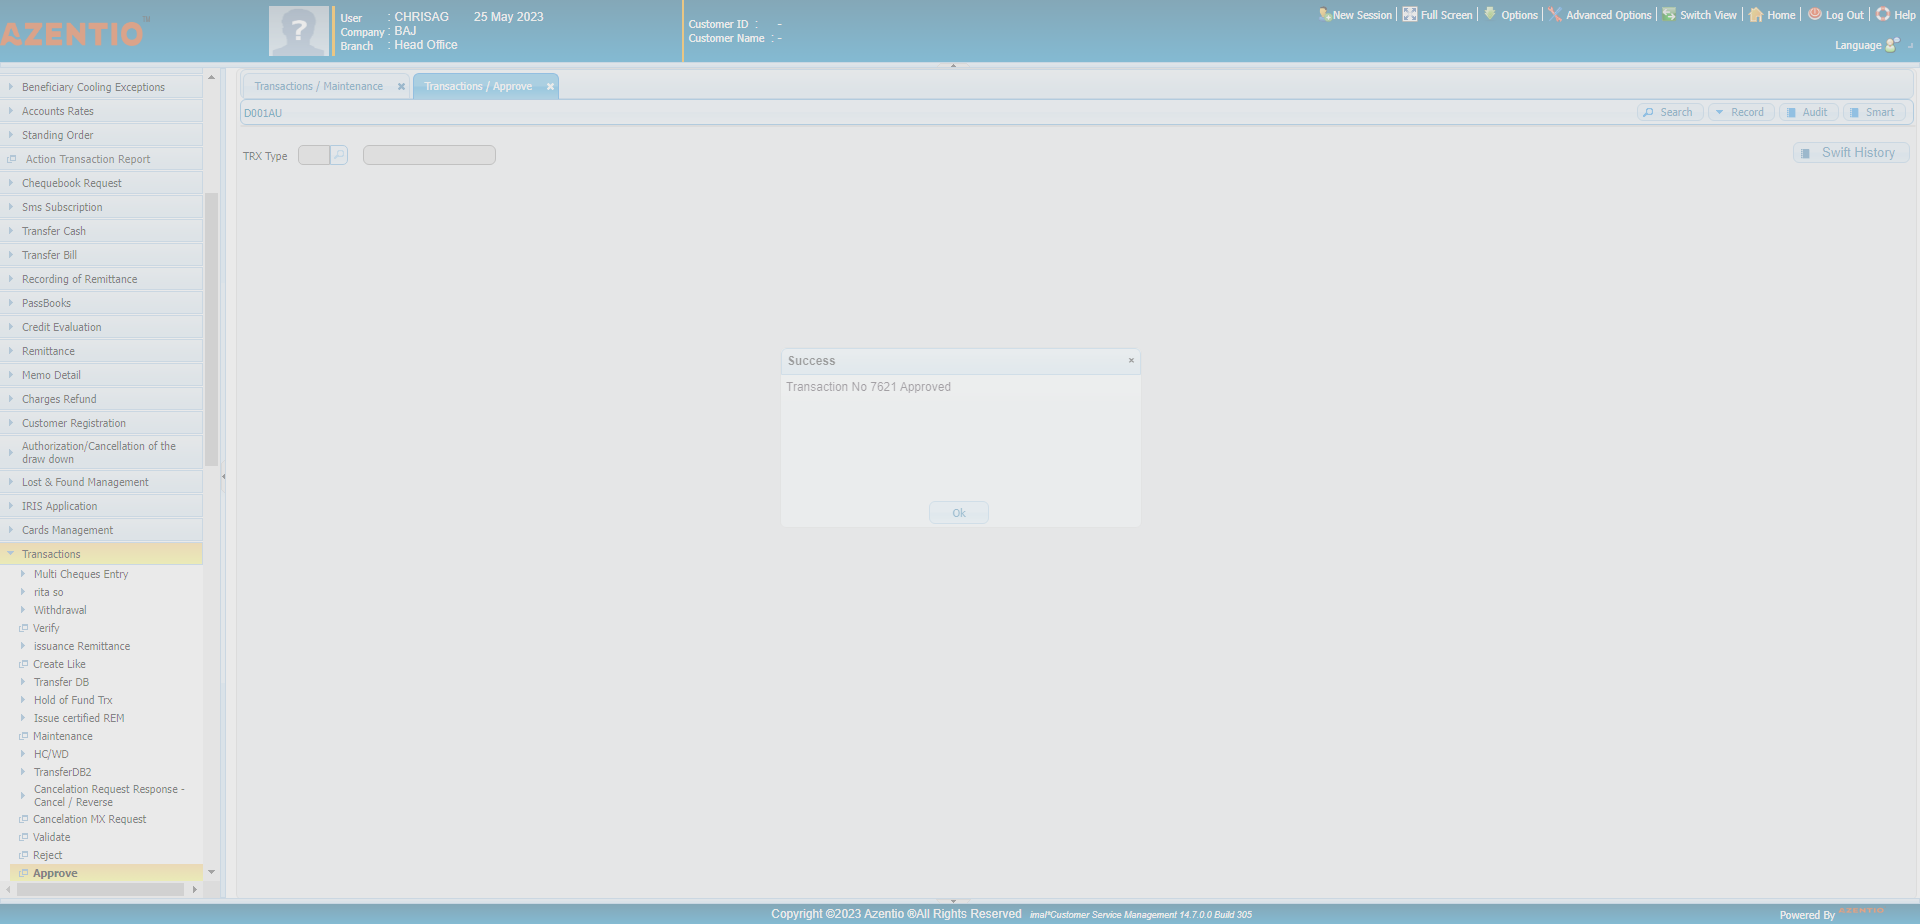 AZENTIO™
User : CHRISAG 25 May 2023
Company : BAJ
Branch : Head Office
Customer ID : -
Customer Name : -
New Session | Full Screen | Options | Advanced Options | Switch View | Home | Log Out | Help
Language
Beneficiary Cooling Exceptions
Accounts Rates
Standing Order
Action Transaction Report
Chequebook Request
Sms Subscription
Transfer Cash
Transfer Bill
Recording of Remittance
PassBooks
Credit Evaluation
Remittance
Memo Detail
Charges Refund
Customer Registration
Authorization/Cancellation of the
draw down
Lost & Found Management
IRIS Application
Cards Management
Transactions
Multi Cheques Entry
rita so
Withdrawal
Verify
issuance Remittance
Create Like
Transfer DB
Hold of Fund Trx
Issue certified REM
Maintenance
HC/WD
TransferDB2
Cancelation Request Response -
Cancel / Reverse
Cancelation MX Request
Validate
Reject
Approve
Transactions / Maintenance
Transactions / Approve
D001AU
Search
Record
Audit
Smart
TRX Type
Swift History
Success
Transaction No 7621 Approved
Ok
Copyright ©2023 Azentio ®All Rights Reserved imal*Customer Service Management 14.7.0.0 Build 305
Powered By AZENTIO